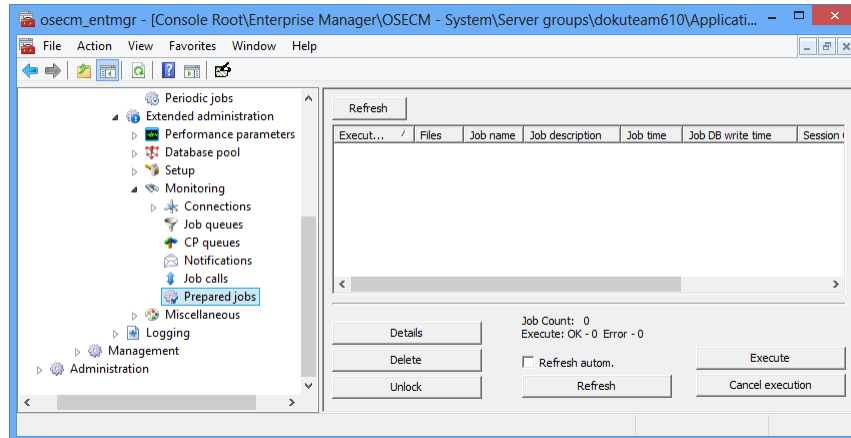 osecm_entmgr - [Console Root\Enterprise Manager\OSECM - System\Server groups\dokuteam610\Applicati...
File Action View Favorites Window Help
Periodic jobs
Extended administration
Performance parameters
Database pool
Setup
Monitoring
Connections
Job queues
CP queues
Notifications
Job calls
Prepared jobs
Miscellaneous
Logging
Management
Administration
Refresh
Execut... Files Job name Job description Job time Job DB write time Session
Details
Delete
Unlock
Job Count: 0
Execute: OK - 0 Error - 0
Refresh autom.
Refresh
Execute
Cancel execution